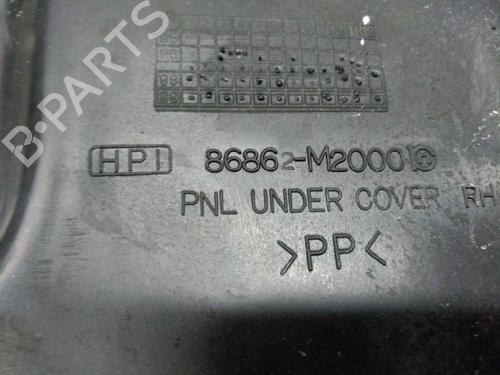 HPI 86862-M2000 G
PNL UNDER COVER RH
>PP<
B-PARTS